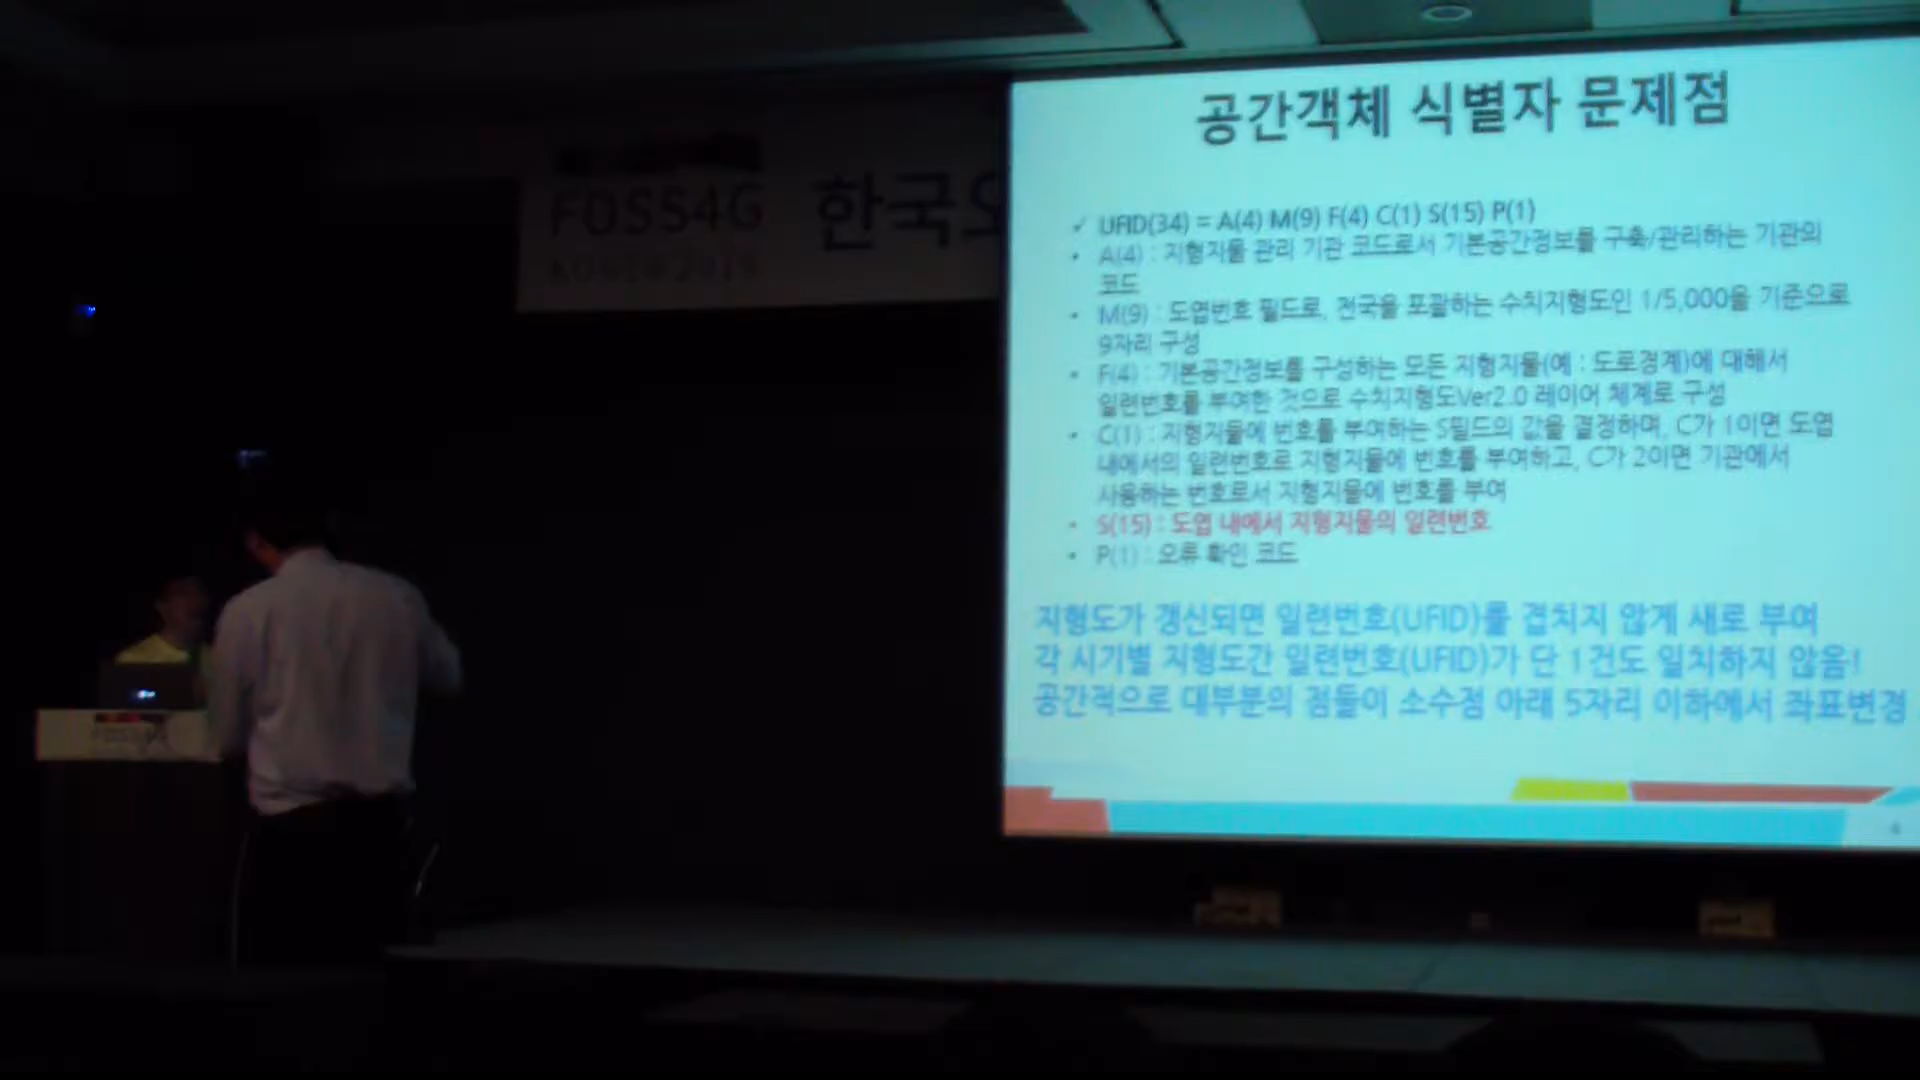 공간객체 식별자 문제점
FOSS4G
한국오
✓ UFID(34) = A(4) M(9) F(4) C(1) S(15) P(1)
• A(4) : 지형지물 관리 기관 코드로서 기본공간정보를 구축/관리하는 기관의
코드
• M(9) : 도엽번호 필드로, 전국을 포괄하는 수치지형도인 1/5,000을 기준으로
9자리 구성
• F(4) : 기본공간정보를 구성하는 모든 지형지물(예 : 도로경계)에 대해서
일련번호를 부여한 것으로 수치지형도Ver2.0 레이어 체계로 구성
• C(1) : 지형지물에 번호를 부여하는 S필드의 값을 결정하며, C가 1이면 도엽
내에서의 일련번호로 지형지물에 번호를 부여하고, C가 2이면 기관에서
사용하는 번호로서 지형지물에 번호를 부여
• S(15) : 도엽 내에서 지형지물의 일련번호
• P(1) : 오류 확인 코드
지형도가 갱신되면 일련번호(UFID)를 겹치지 않게 새로 부여
각 시기별 지형도간 일련번호(UFID)가 단 1건도 일치하지 않음!
공간적으로 대부분의 점들이 소수점 아래 5자리 이하에서 좌표변경